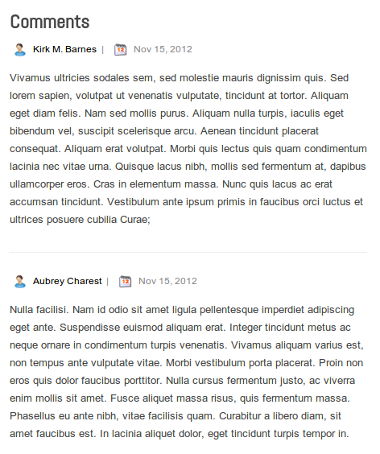 Comments
Kirk M. Barnes | Nov 15, 2012
Vivamus ultricies sodales sem, sed molestie mauris dignissim quis. Sed
lorem sapien, volutpat ut venenatis vulputate, tincidunt at tortor. Aliquam
eget diam felis. Nam sed mollis purus. Aliquam nulla turpis, iaculis eget
bibendum vel, suscipit scelerisque arcu. Aenean tincidunt placerat
consequat. Aliquam erat volutpat. Morbi quis lectus quis quam condimentum
lacinia nec vitae urna. Quisque lacus nibh, mollis sed fermentum at, dapibus
ullamcorper eros. Cras in elementum massa. Nunc quis lacus ac erat
accumsan tincidunt. Vestibulum ante ipsum primis in faucibus orci luctus et
ultrices posuere cubilia Curae;
Aubrey Charest | Nov 15, 2012
Nulla facilisi. Nam id odio sit amet ligula pellentesque imperdiet adipiscing
eget ante. Suspendisse euismod aliquam erat. Integer tincidunt metus ac
neque ornare in condimentum turpis venenatis. Vivamus aliquam varius est,
non tempus ante vulputate vitae. Morbi vestibulum porta placerat. Proin non
eros quis dolor faucibus porttitor. Nulla cursus fermentum justo, ac viverra
enim mollis sit amet. Fusce aliquet massa risus, quis fermentum massa.
Phasellus eu ante nibh, vitae facilisis quam. Curabitur a libero diam, sit
amet faucibus est. In lacinia aliquet dolor, eget tincidunt turpis tempor in.